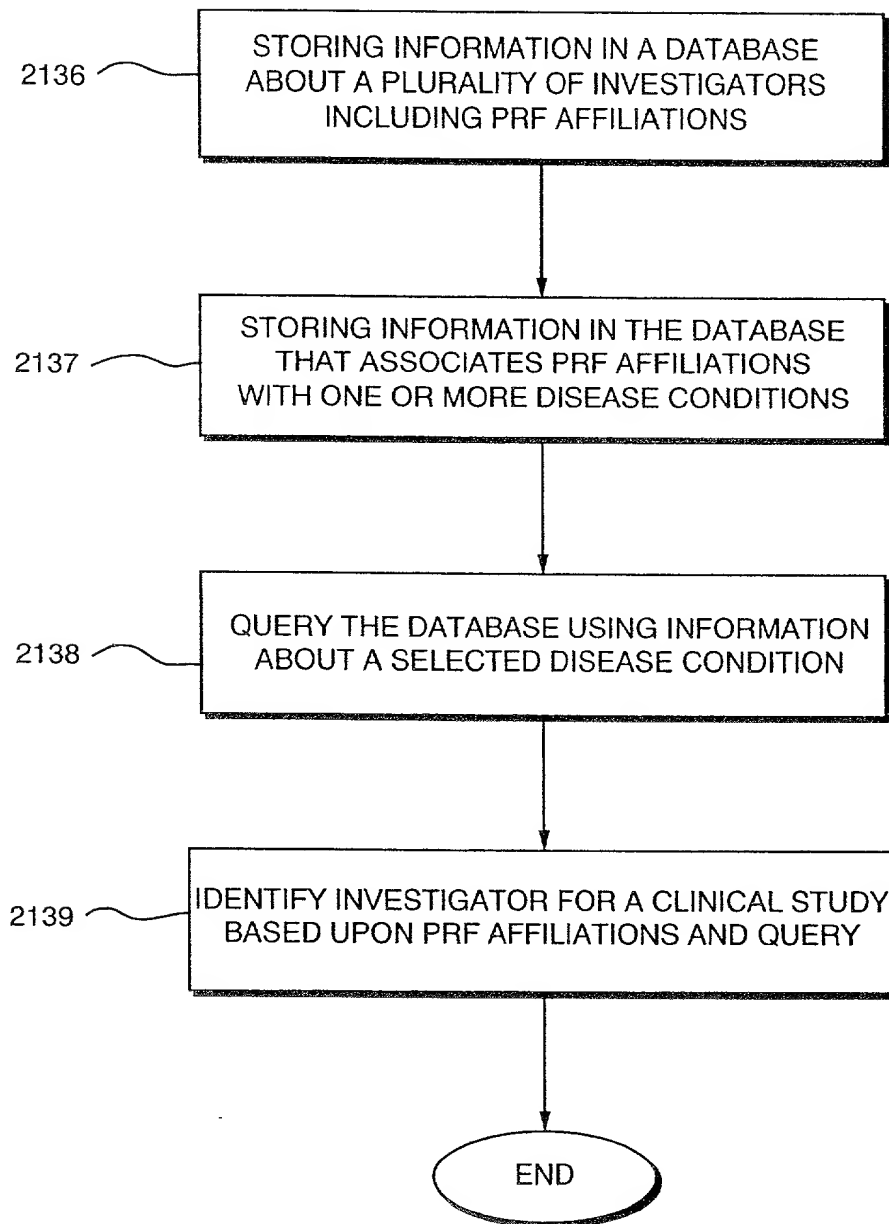 2136
STORING INFORMATION IN A DATABASE
ABOUT A PLURALITY OF INVESTIGATORS
INCLUDING PRF AFFILIATIONS
2137
STORING INFORMATION IN THE DATABASE
THAT ASSOCIATES PRF AFFILIATIONS
WITH ONE OR MORE DISEASE CONDITIONS
2138
QUERY THE DATABASE USING INFORMATION
ABOUT A SELECTED DISEASE CONDITION
2139
IDENTIFY INVESTIGATOR FOR A CLINICAL STUDY
BASED UPON PRF AFFILIATIONS AND QUERY
END